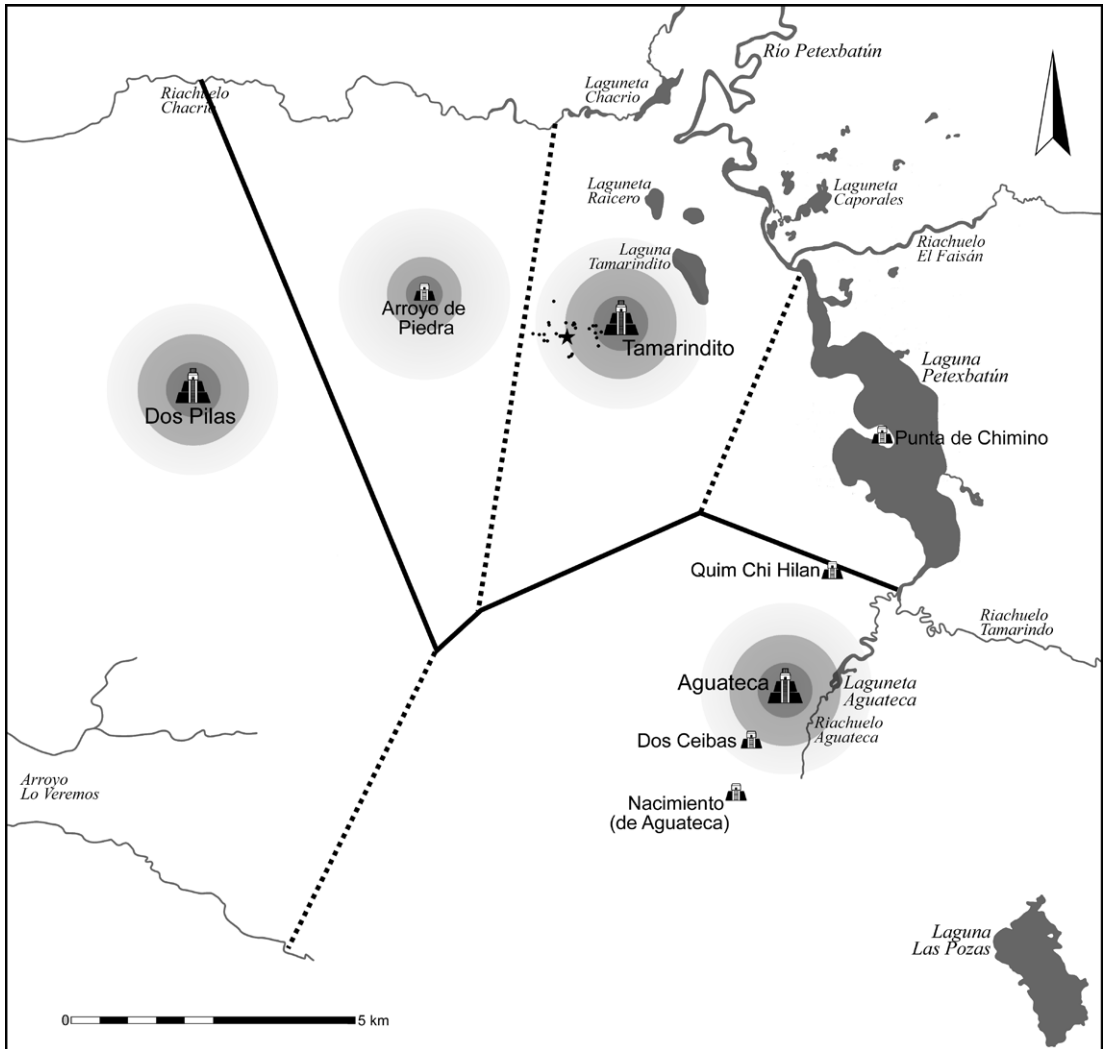 Río Petexbatún
Laguneta
Chacrio
Riachuelo
Chacrio
Laguneta
Raicero
Laguneta
Caporales
Riachuelo
El Faisán
Laguna
Tamarindito
Arroyo de
Piedra
Tamarindito
Dos Pilas
Laguna
Petexbatún
Punta de Chimino
Quim Chi Hilan
Riachuelo
Tamarindo
Aguateca
Laguneta
Aguateca
Riachuelo
Aguateca
Dos Ceibas
Arroyo
Lo Veremos
Nacimiento
(de Aguateca)
Laguna
Las Pozas
0
5 km